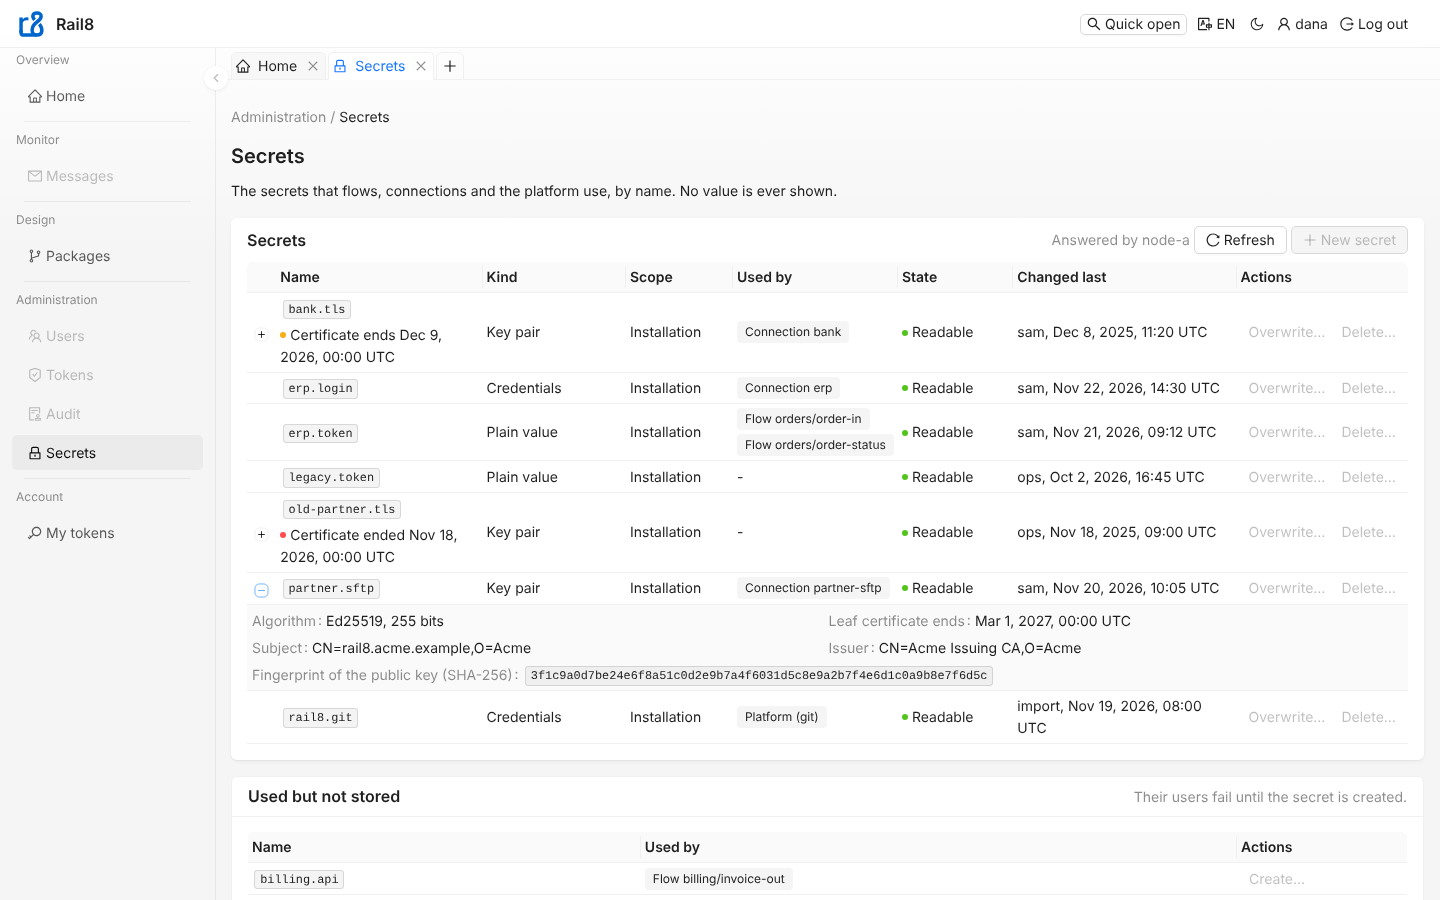 Rail8
Quick open
EN
dana
Log out
Overview
Home
Monitor
Messages
Design
Packages
Administration
Users
Tokens
Audit
Secrets
Account
My tokens
Home
Secrets
Administration / Secrets
Secrets
The secrets that flows, connections and the platform use, by name. No value is ever shown.
Secrets
Answered by node-a
Refresh
New secret
Name Kind Scope Used by State Changed last Actions
bank.tls
Certificate ends Dec 9,
2026, 00:00 UTC
Key pair Installation Connection bank Readable sam, Dec 8, 2025, 11:20 UTC Overwrite... Delete...
erp.login Credentials Installation Connection erp Readable sam, Nov 22, 2026, 14:30 UTC Overwrite... Delete...
erp.token Plain value Installation
Flow orders/order-in
Flow orders/order-status
Readable sam, Nov 21, 2026, 09:12 UTC Overwrite... Delete...
legacy.token Plain value Installation - Readable ops, Oct 2, 2026, 16:45 UTC Overwrite... Delete...
old-partner.tls
Certificate ended Nov 18,
2026, 00:00 UTC
Key pair Installation - Readable ops, Nov 18, 2025, 09:00 UTC Overwrite... Delete...
partner.sftp Key pair Installation Connection partner-sftp Readable sam, Nov 20, 2026, 10:05 UTC Overwrite... Delete...
Algorithm: Ed25519, 255 bits
Leaf certificate ends: Mar 1, 2027, 00:00 UTC
Subject: CN=rail8.acme.example,O=Acme
Issuer: CN=Acme Issuing CA,O=Acme
Fingerprint of the public key (SHA-256): 3f1c9a0d7be24e6f8a51c0d2e9b7a4f6031d5c8e9a2b7f4e6d1c0a9b8e7f6d5c
rail8.git Credentials Installation Platform (git) Readable
import, Nov 19, 2026, 08:00
UTC
Overwrite... Delete...
Used but not stored
Their users fail until the secret is created.
Name Used by Actions
billing.api Flow billing/invoice-out Create...